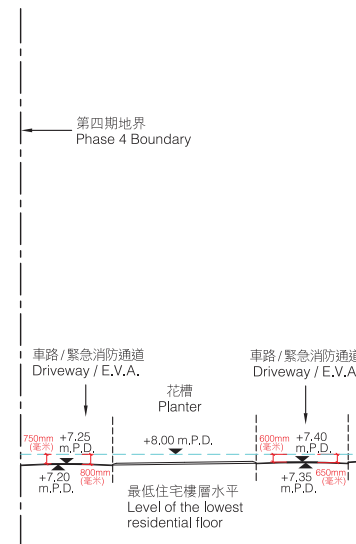 第四期地界
Phase 4 Boundary
車路/緊急消防通道
Driveway / E.V.A.
花槽
Planter
車路/緊急消防通道
Driveway / E.V.A
750mm
(毫米)
+7.25
m.P.D.
+8.00 m.P.D.
600mm
(毫米)
+7.40
m.P.D.
+7.20
m.P.D.
800mm
(毫米)
+7.35
m.P.D.
650mm
(毫米)
最低住宅樓層水平
Level of the lowest
residential floor